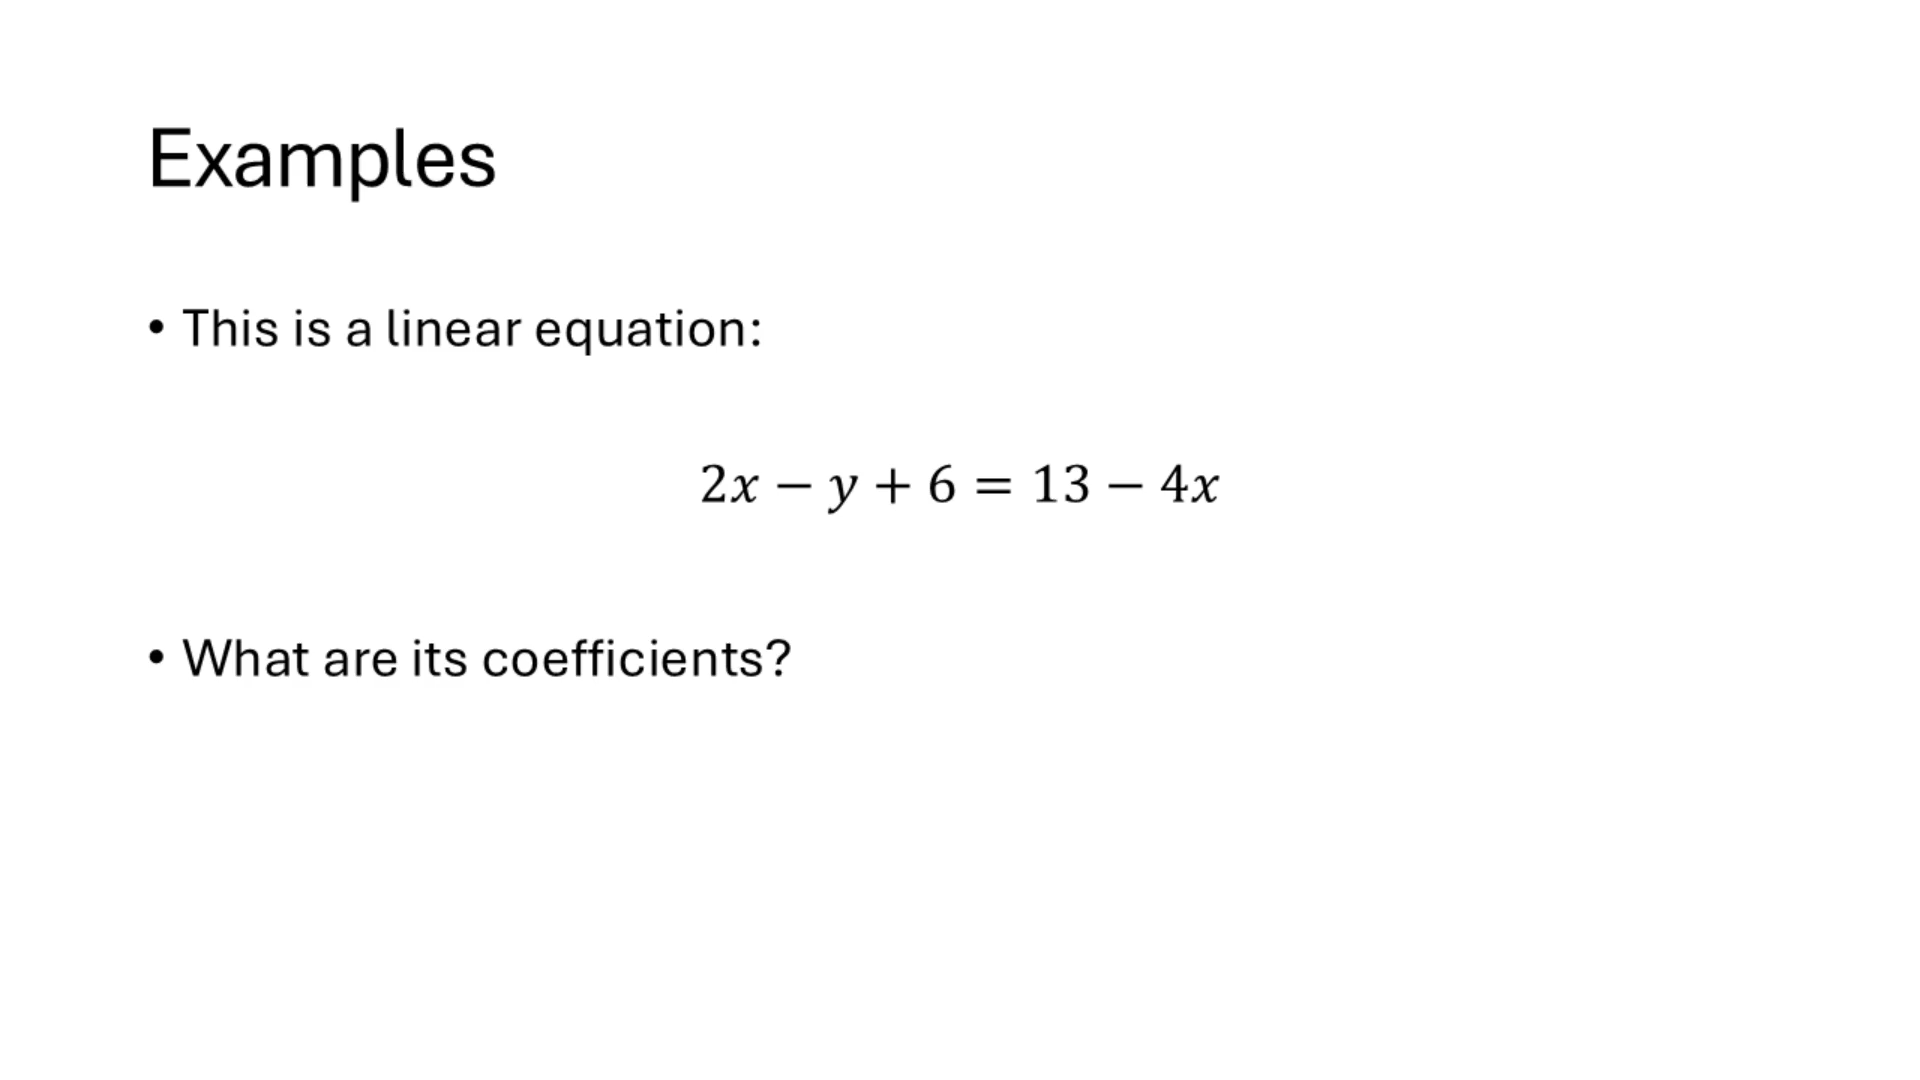 Examples
• This is a linear equation:
2x − y + 6 = 13 − 4x
• What are its coefficients?